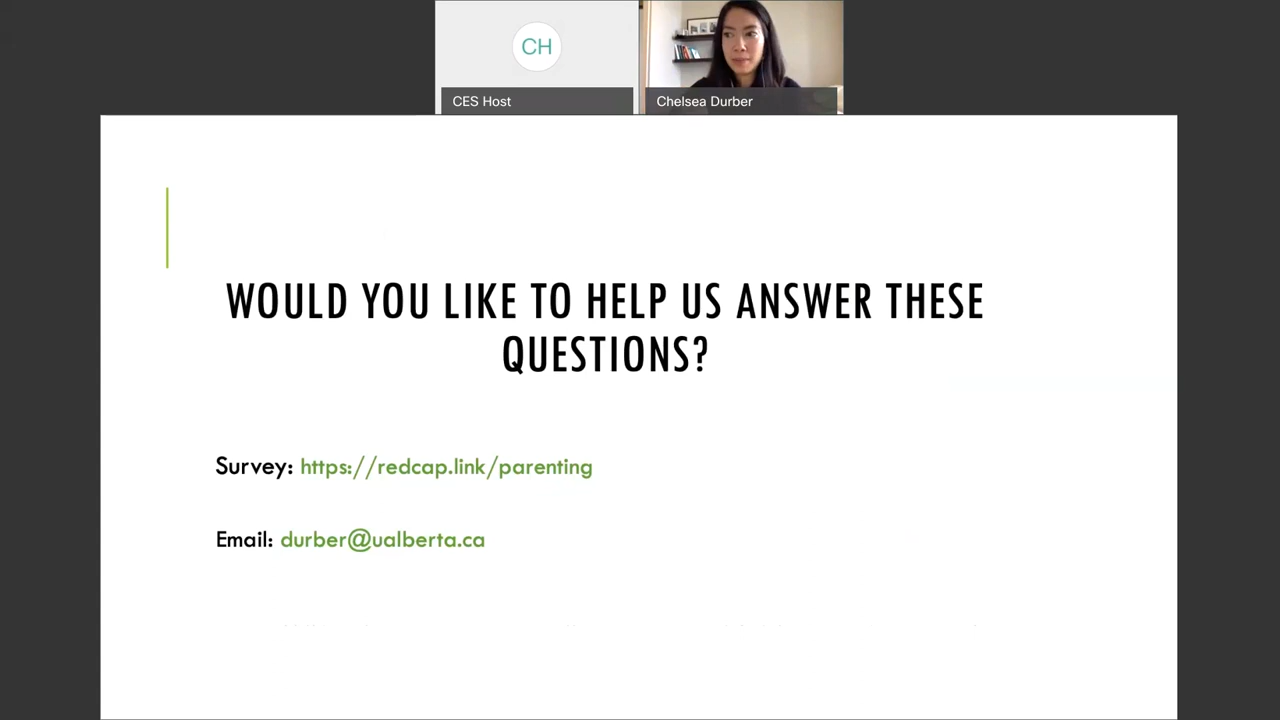 CH
CES Host
Chelsea Durber
WOULD YOU LIKE TO HELP US ANSWER THESE
QUESTIONS?
Survey: https://redcap.link/parenting
Email: durber@ualberta.ca